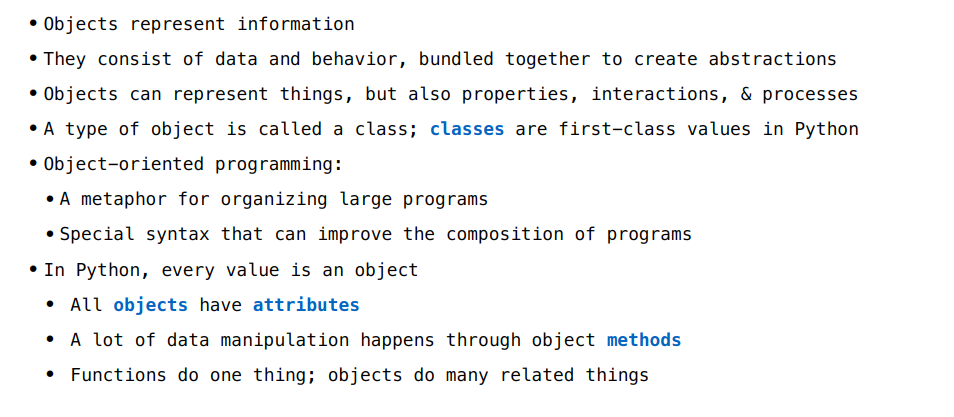 • Objects represent information
• They consist of data and behavior, bundled together to create abstractions
• Objects can represent things, but also properties, interactions, & processes
• A type of object is called a class; classes are first-class values in Python
• Object-oriented programming:
• A metaphor for organizing large programs
• Special syntax that can improve the composition of programs
• In Python, every value is an object
• All objects have attributes
• A lot of data manipulation happens through object methods
• Functions do one thing; objects do many related things